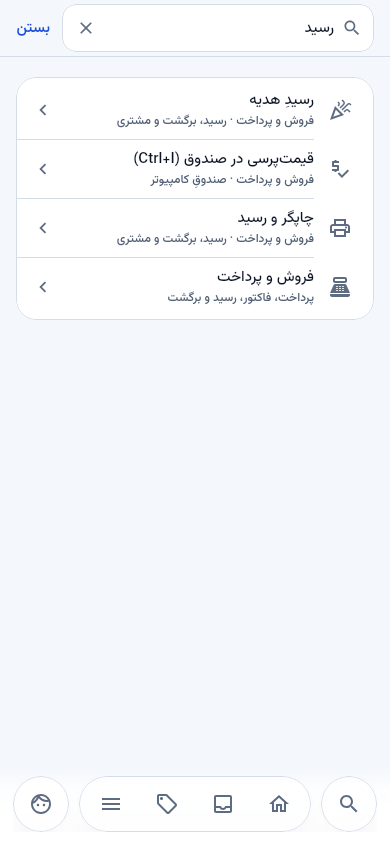 رسید
بستن
رسیدِ هدیه
فروش و پرداخت · رسید، برگشت و مشتری
قیمت‌پرسی در صندوق (Ctrl+I)
فروش و پرداخت · صندوقِ کامپیوتر
چاپگر و رسید
فروش و پرداخت · رسید، برگشت و مشتری
فروش و پرداخت
پرداخت، فاکتور، رسید و برگشت